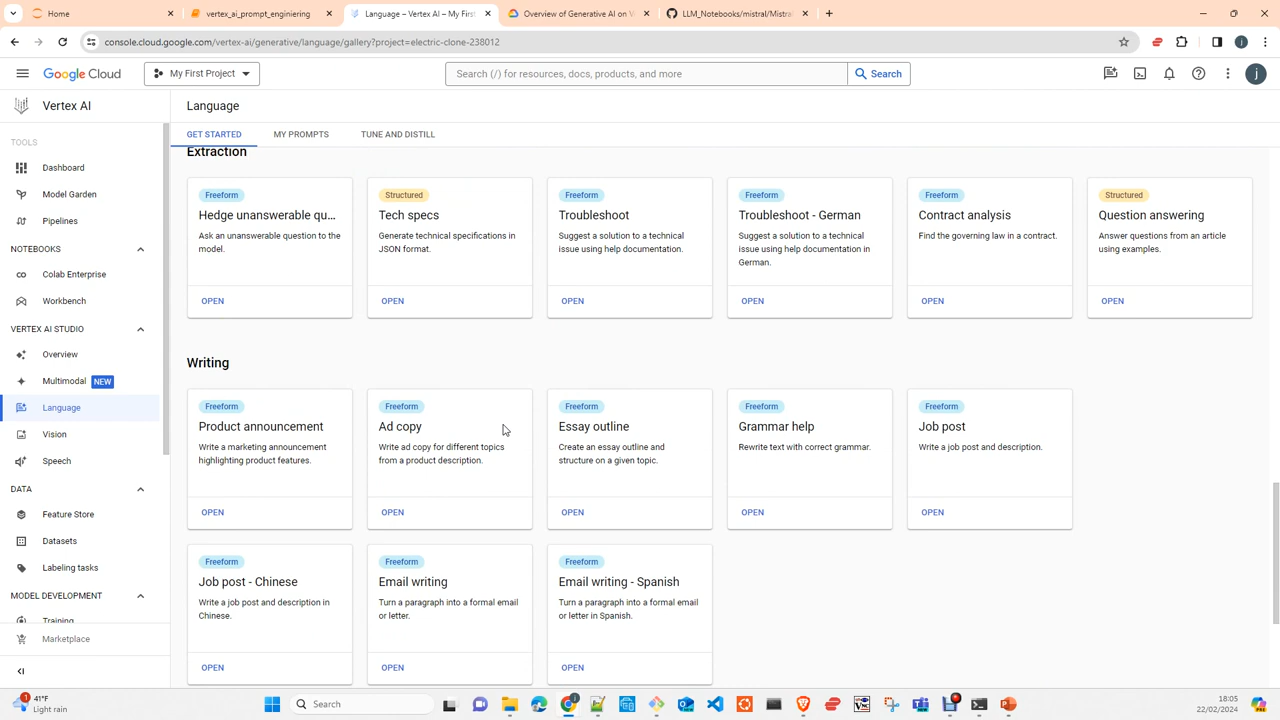 Home
vertex_ai_prompt_enginiering
Language – Vertex AI – My First
Overview of Generative AI on V
LLM_Notebooks/mistral/Mistral
console.cloud.google.com/vertex-ai/generative/language/gallery?project=electric-clone-238012
j
Google Cloud
My First Project
Search (/) for resources, docs, products, and more
Search
j
Vertex AI
Language
TOOLS
GET STARTED
MY PROMPTS
TUNE AND DISTILL
Dashboard
Model Garden
Pipelines
NOTEBOOKS
Colab Enterprise
Workbench
VERTEX AI STUDIO
Overview
Multimodal NEW
Language
Vision
Speech
DATA
Feature Store
Datasets
Labeling tasks
MODEL DEVELOPMENT
Training
Marketplace
Extraction
Freeform
Hedge unanswerable qu...
Ask an unanswerable question to the
model.
OPEN
Structured
Tech specs
Generate technical specifications in
JSON format.
OPEN
Freeform
Troubleshoot
Suggest a solution to a technical
issue using help documentation.
OPEN
Freeform
Troubleshoot - German
Suggest a solution to a technical
issue using help documentation in
German.
OPEN
Freeform
Contract analysis
Find the governing law in a contract.
OPEN
Structured
Question answering
Answer questions from an article
using examples.
OPEN
Writing
Freeform
Product announcement
Write a marketing announcement
highlighting product features.
OPEN
Freeform
Ad copy
Write ad copy for different topics
from a product description.
OPEN
Freeform
Essay outline
Create an essay outline and
structure on a given topic.
OPEN
Freeform
Grammar help
Rewrite text with correct grammar.
OPEN
Freeform
Job post
Write a job post and description.
OPEN
Freeform
Job post - Chinese
Write a job post and description in
Chinese.
OPEN
Freeform
Email writing
Turn a paragraph into a formal email
or letter.
OPEN
Freeform
Email writing - Spanish
Turn a paragraph into a formal email
or letter in Spanish.
OPEN
1
41°F
Light rain
Search
18:05
22/02/2024